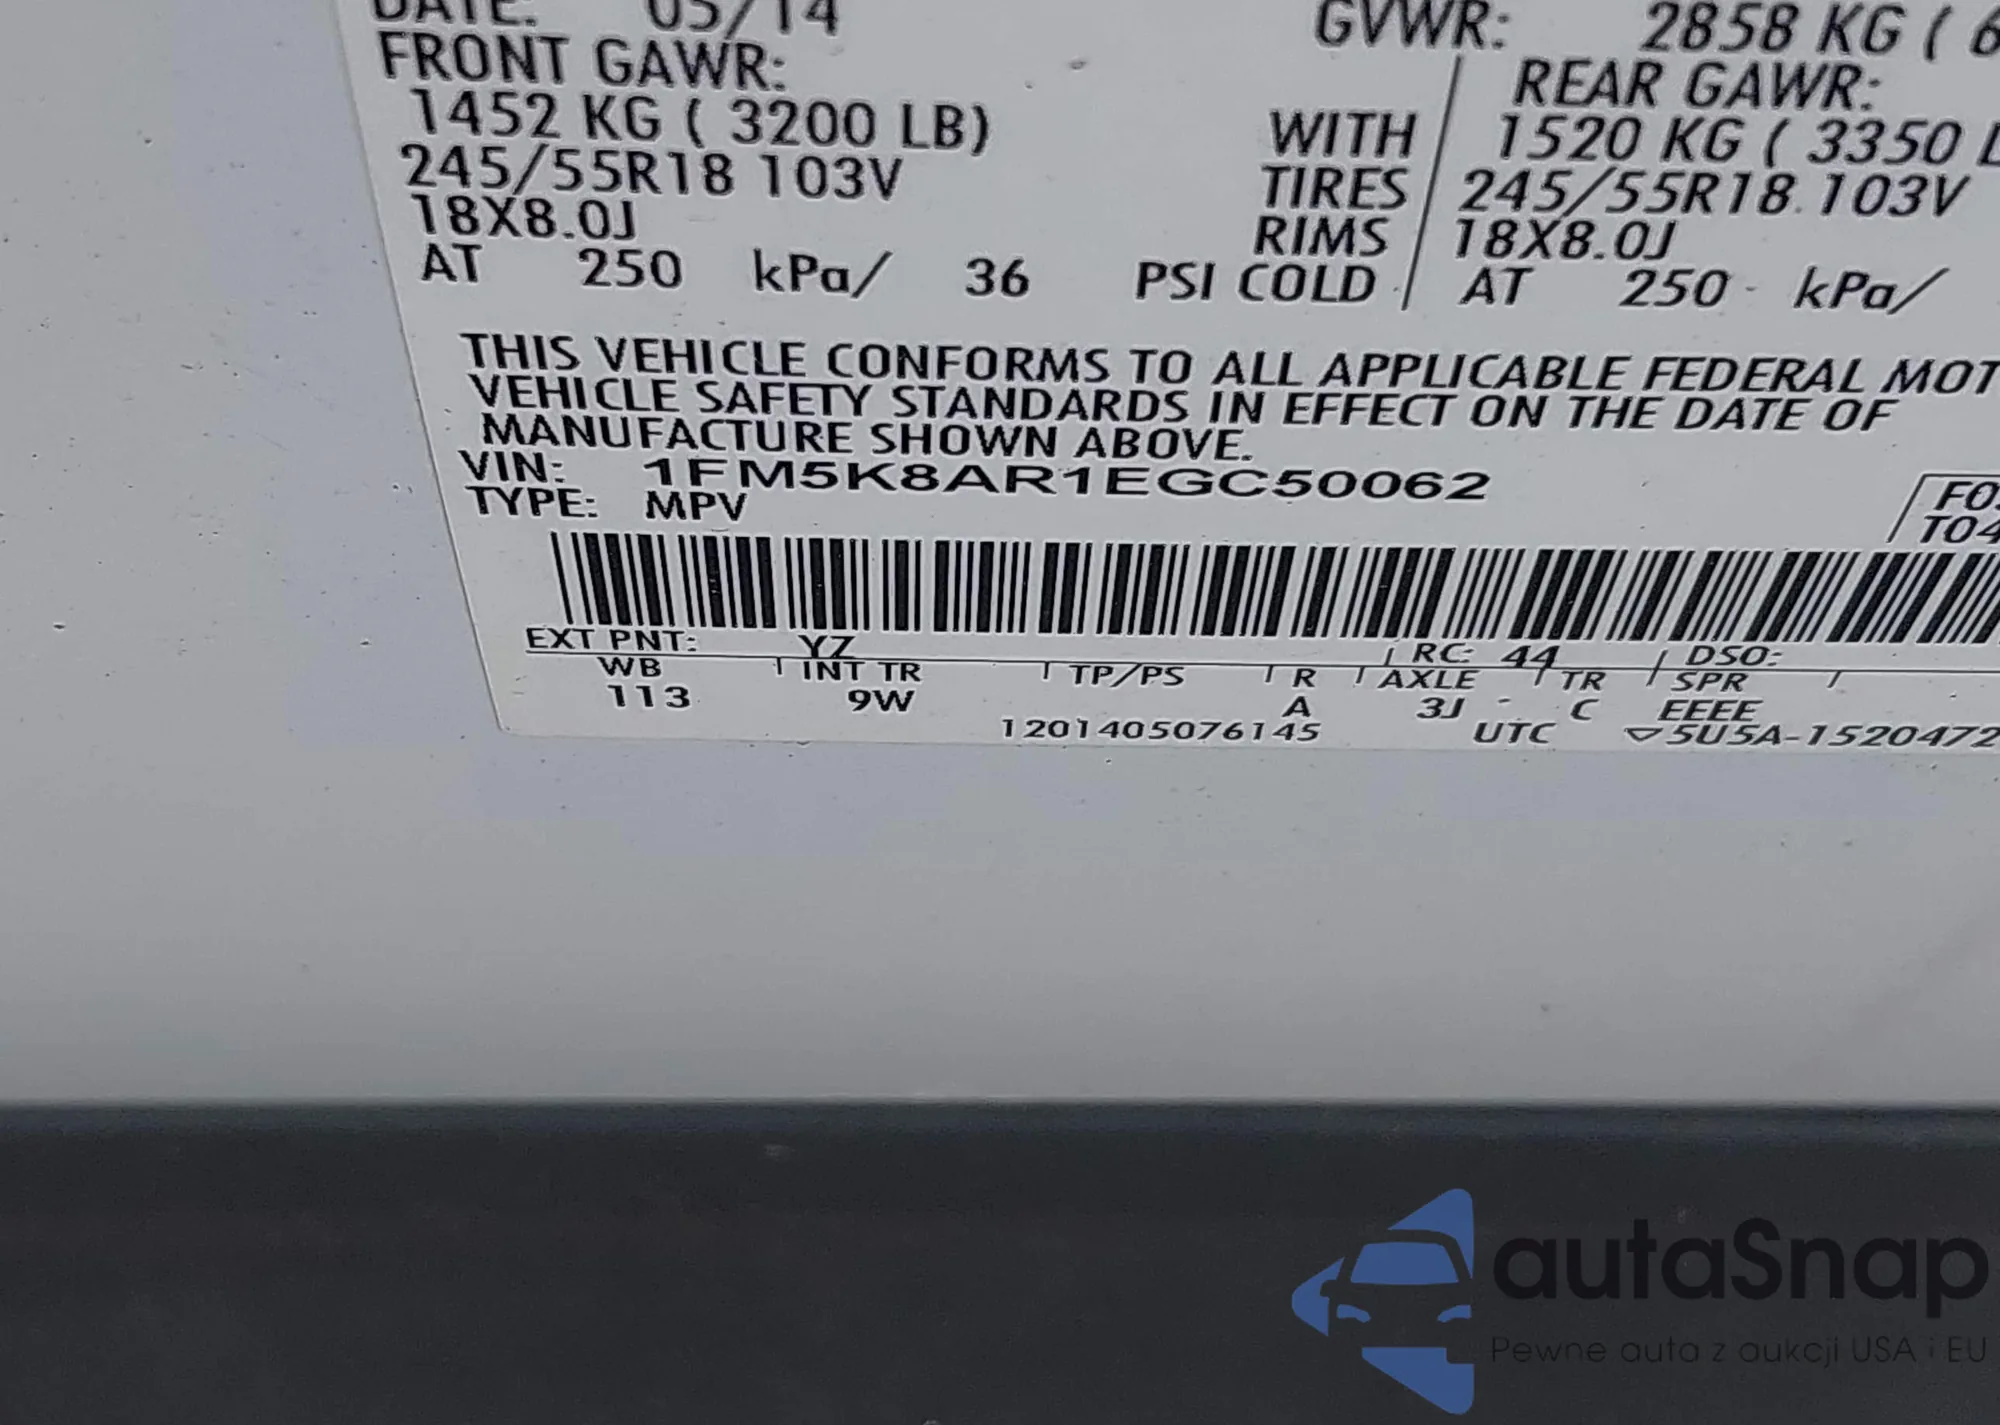 DATE: 05/14 GVWR: 2858 KG ( 6
FRONT GAWR: REAR GAWR:
1452 KG ( 3200 LB) WITH 1520 KG ( 3350 L
245/55R18 103V TIRES 245/55R18 103V
18X8.0J RIMS 18X8.0J
AT 250 kPa/ 36 PSI COLD AT 250 kPa/
THIS VEHICLE CONFORMS TO ALL APPLICABLE FEDERAL MOT
VEHICLE SAFETY STANDARDS IN EFFECT ON THE DATE OF
MANUFACTURE SHOWN ABOVE.
VIN: 1FM5K8AR1EGC50062
TYPE: MPV
F0
T04
EXT PNT: YZ RC: 44 DSO:
WB INT TR TP/PS R AXLE TR SPR
113 9W A 3J C EEEE
1201405076145 UTC ▽5U5A-1520472
autaSnap
Pewne auta z aukcji USA i EU